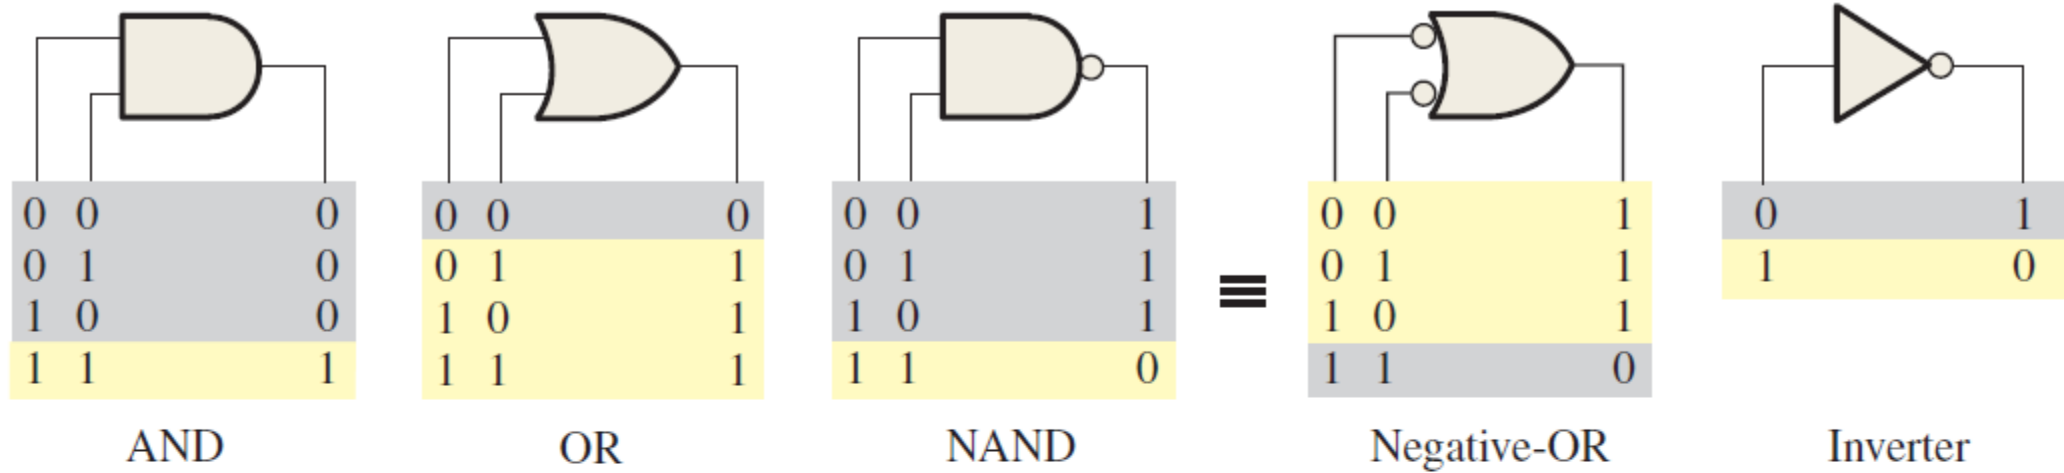 0 0 0
0 1 0
1 0 0
1 1 1
AND
0 0 0
0 1 1
1 0 1
1 1 1
OR
0 0 1
0 1 1
1 0 1
1 1 0
NAND
≡
0 0 1
0 1 1
1 0 1
1 1 0
Negative-OR
0 1
1 0
Inverter